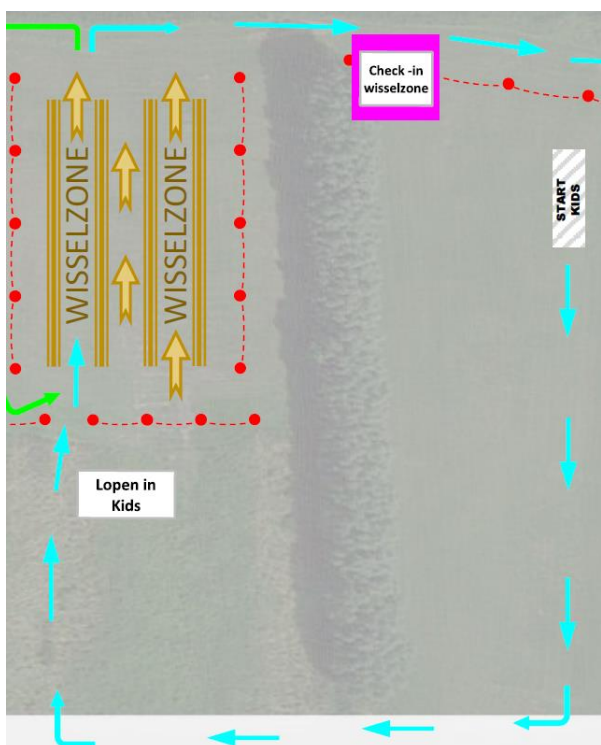 Check -in
wisselzone
WISSELZONE
WISSELZONE
START
KIDS
Lopen in
Kids